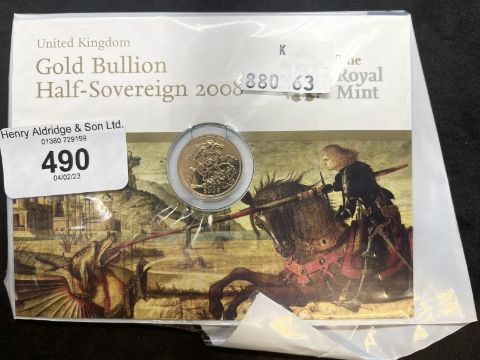 United Kingdom
Gold Bullion
Half-Sovereign 2008
K
880 63
The
Royal
Mint
Henry Aldridge & Son Ltd.
01380 729199
490
04/02/23